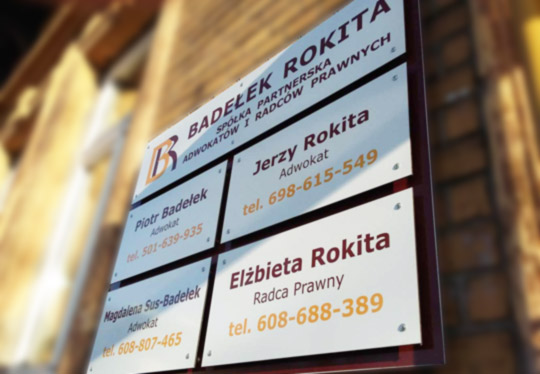 BADEŁEK ROKITA
SPÓŁKA PARTNERSKA
ADWOKATÓW I RADCÓW PRAWNYCH
BR
Piotr Badełek
Adwokat
tel. 501-639-935
Jerzy Rokita
Adwokat
tel. 698-615-549
Magdalena Sus-Badełek
Adwokat
tel. 608-807-465
Elżbieta Rokita
Radca Prawny
tel. 608-688-389